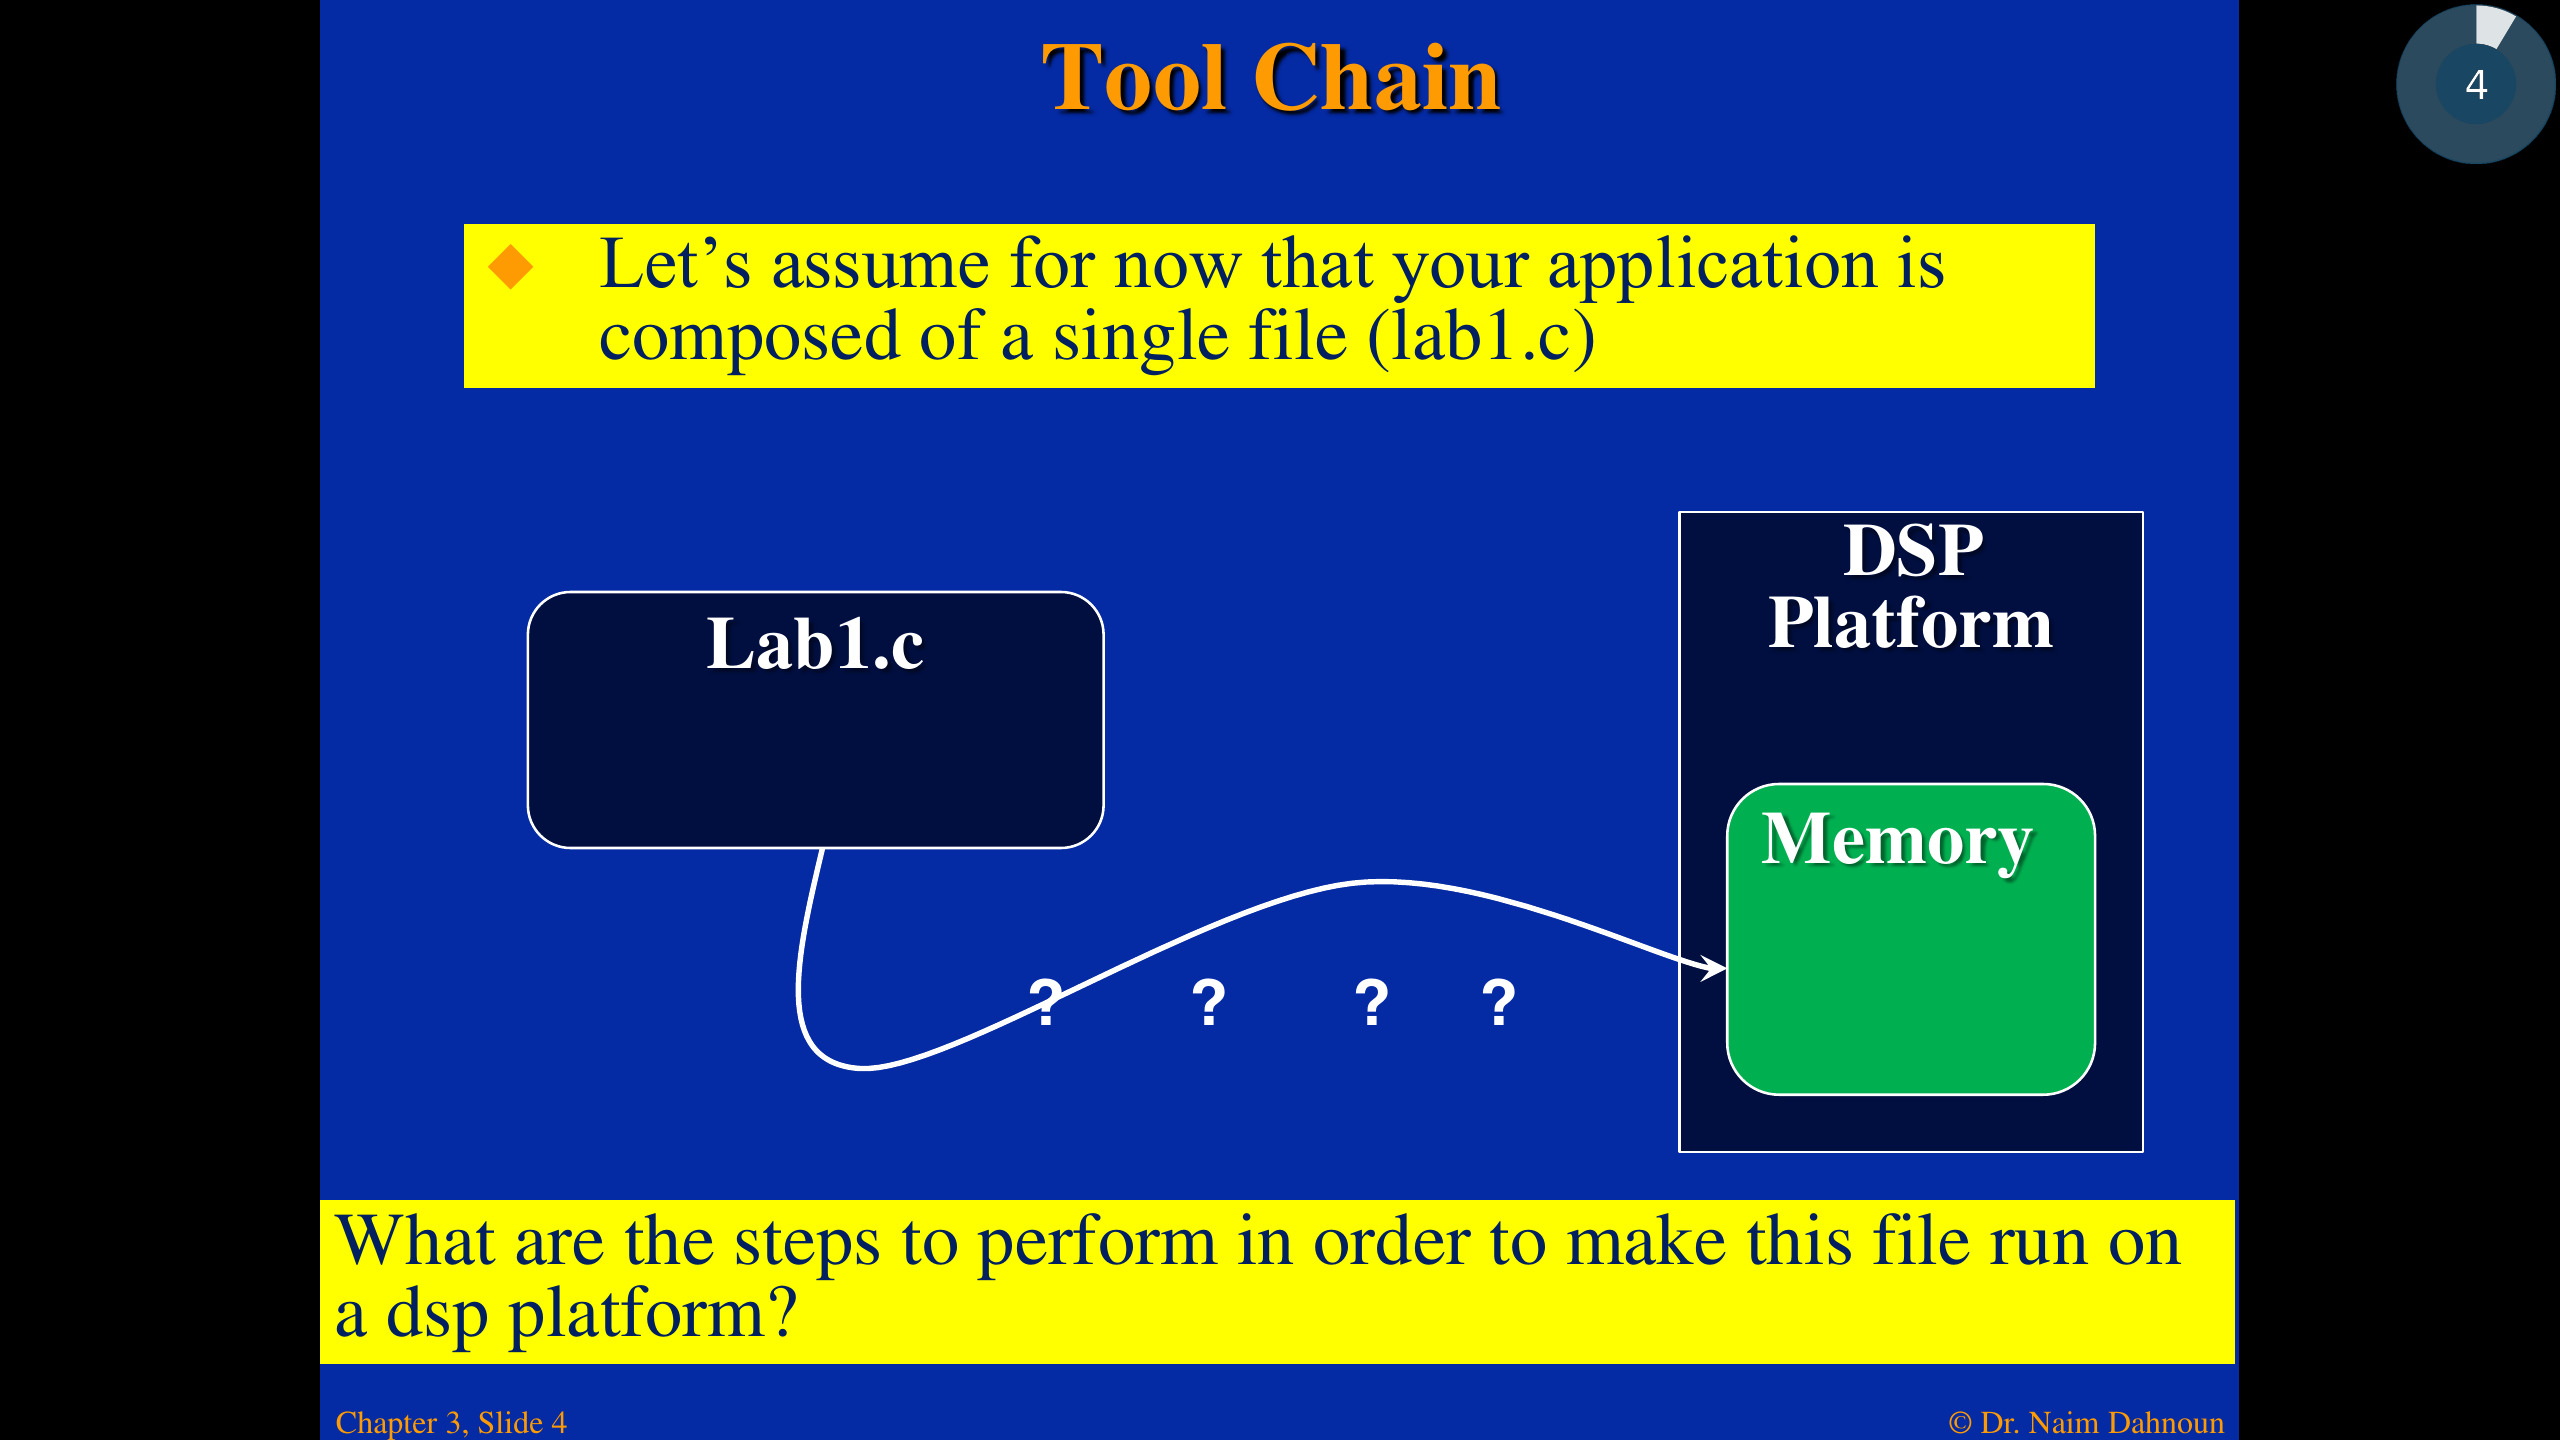 Tool Chain
4
Let’s assume for now that your application is
composed of a single file (lab1.c)
DSP
Platform
Lab1.c
Memory
? ? ? ?
What are the steps to perform in order to make this file run on
a dsp platform?
Chapter 3, Slide 4
© Dr. Naim Dahnoun